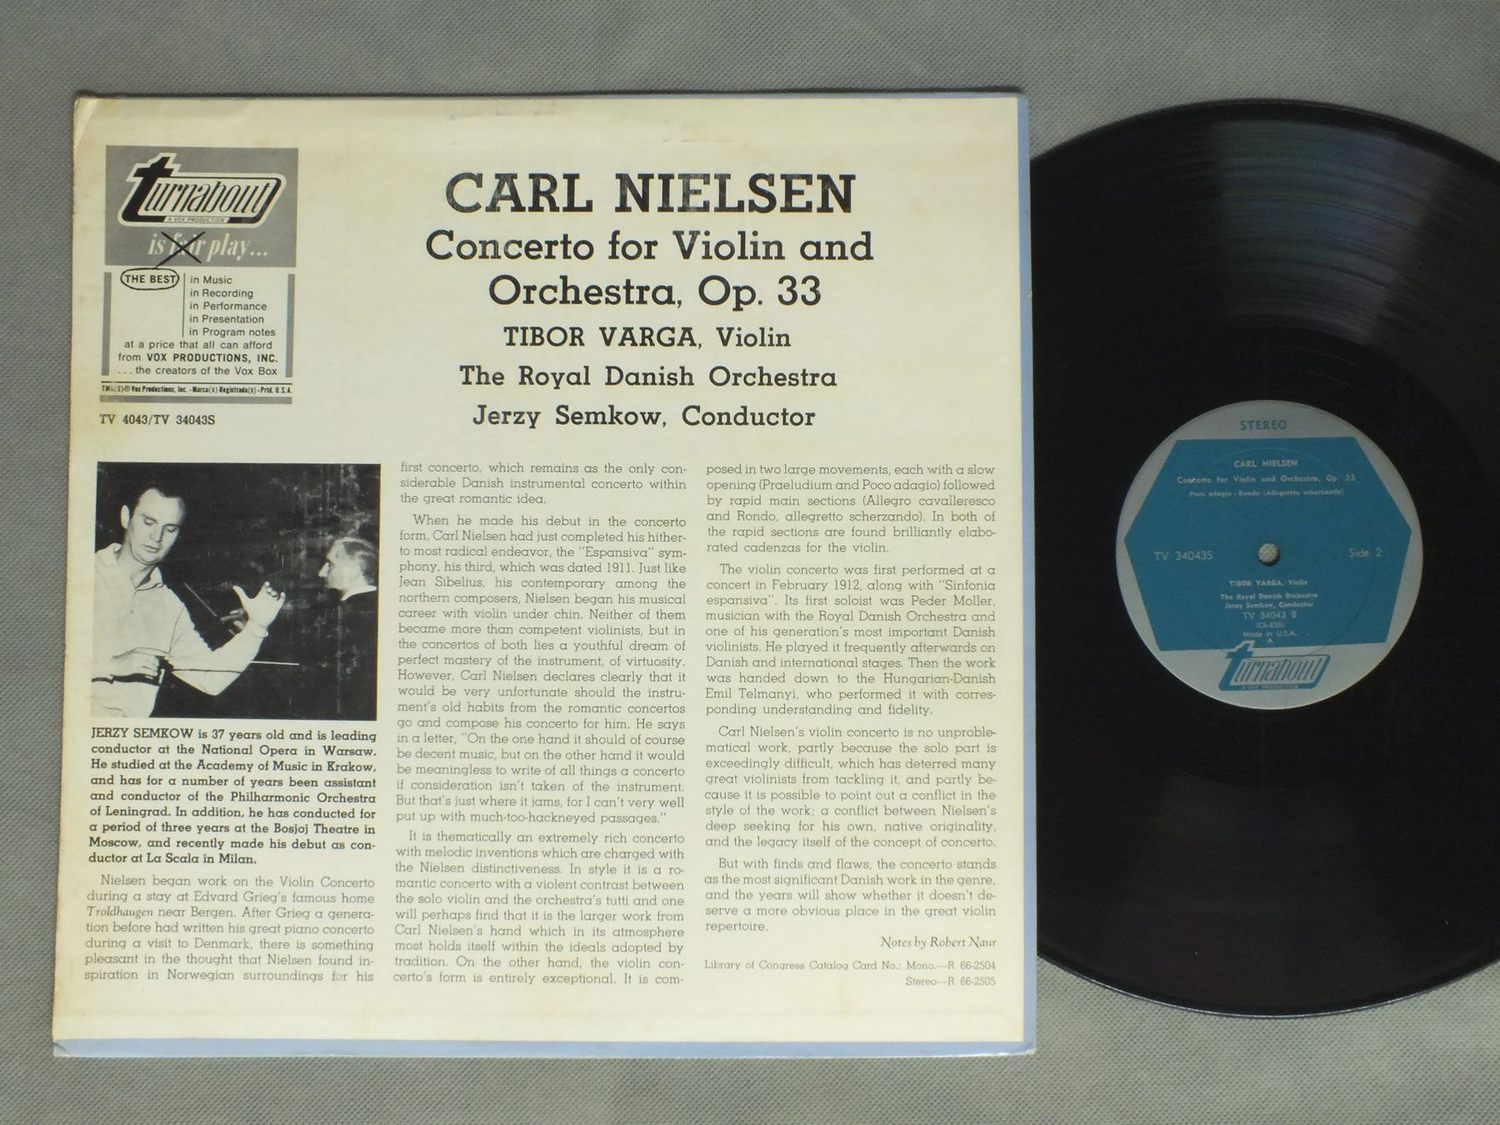 turnabout
A VOX PRODUCTION
is fair play...
THE BEST
in Music
in Recording
in Performance
in Presentation
in Program notes
at a price that all can afford
from VOX PRODUCTIONS, INC.
...the creators of the Vox Box
TM(S)® Vox Productions, Inc. - Marca(s) Registrada(s) - Prtd. U.S.A.
TV 4043/TV 34043S
CARL NIELSEN
Concerto for Violin and
Orchestra, Op. 33
TIBOR VARGA, Violin
The Royal Danish Orchestra
Jerzy Semkow, Conductor
JERZY SEMKOW is 37 years old and is leading
conductor at the National Opera in Warsaw.
He studied at the Academy of Music in Krakow,
and has for a number of years been assistant
and conductor of the Philharmonic Orchestra
of Leningrad. In addition, he has conducted for
a period of three years at the Bosjoj Theatre in
Moscow, and recently made his debut as con-
ductor at La Scala in Milan.
Nielsen began work on the Violin Concerto
during a stay at Edvard Grieg's famous home
Troldhaugen near Bergen. After Grieg a genera-
tion before had written his great piano concerto
during a visit to Denmark, there is something
pleasant in the thought that Nielsen found in-
spiration in Norwegian surroundings for his
first concerto, which remains as the only con-
siderable Danish instrumental concerto within
the great romantic idea.
When he made his debut in the concerto
form, Carl Nielsen had just completed his hither-
to most radical endeavor, the "Espansiva" sym-
phony, his third, which was dated 1911. Just like
Jean Sibelius, his contemporary among the
northern composers, Nielsen began his musical
career with violin under chin. Neither of them
became more than competent violinists, but in
the concertos of both lies a youthful dream of
perfect mastery of the instrument, of virtuosity.
However, Carl Nielsen declares clearly that it
would be very unfortunate should the instru-
ment's old habits from the romantic concertos
go and compose his concerto for him. He says
in a letter, "On the one hand it should of course
be decent music, but on the other hand it would
be meaningless to write of all things a concerto
if consideration isn't taken of the instrument.
But that's just where it jams, for I can't very well
put up with much-too-hackneyed passages."
It is thematically an extremely rich concerto
with melodic inventions which are charged with
the Nielsen distinctiveness. In style it is a ro-
mantic concerto with a violent contrast between
the solo violin and the orchestra's tutti and one
will perhaps find that it is the larger work from
Carl Nielsen's hand which in its atmosphere
most holds itself within the ideals adopted by
tradition. On the other hand, the violin con-
certo's form is entirely exceptional. It is com-
posed in two large movements, each with a slow
opening (Praeludium and Poco adagio) followed
by rapid main sections (Allegro cavalleresco
and Rondo, allegretto scherzando). In both of
the rapid sections are found brilliantly elabo-
rated cadenzas for the violin.
The violin concerto was first performed at a
concert in February 1912, along with "Sinfonia
espansiva". Its first soloist was Peder Moller,
musician with the Royal Danish Orchestra and
one of his generation's most important Danish
violinists. He played it frequently afterwards on
Danish and international stages. Then the work
was handed down to the Hungarian-Danish
Emil Telmanyi, who performed it with corres-
ponding understanding and fidelity.
Carl Nielsen's violin concerto is no unproble-
matical work, partly because the solo part is
exceedingly difficult, which has deterred many
great violinists from tackling it, and partly be-
cause it is possible to point out a conflict in the
style of the work; a conflict between Nielsen's
deep seeking for his own, native originality,
and the legacy itself of the concept of concerto.
But with finds and flaws, the concerto stands
as the most significant Danish work in the genre,
and the years will show whether it doesn't de-
serve a more obvious place in the great violin
repertoire.
Notes by Robert Naur
Library of Congress Catalog Card No.: Mono.—R 66-2504
Stereo—R 66-2505
STEREO
CARL NIELSEN
Concerto for Violin and Orchestra, Op. 33
Poco adagio - Rondo (Allegretto scherzando)
TV 34043S
Side 2
TIBOR VARGA, Violin
The Royal Danish Orchestra
Jerzy Semkow, Conductor
TV 34043 B
Made in U.S.A.
A
turnabout
A VOX PRODUCTION